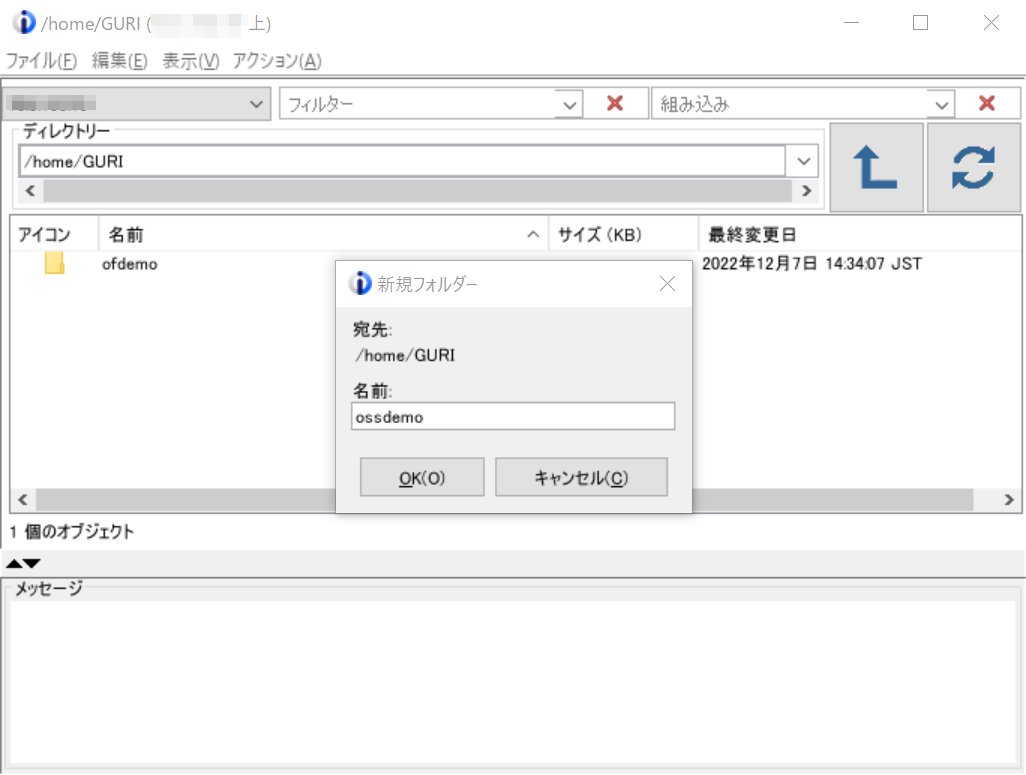 /home/GURI ( 上)
ファイル(F) 編集(E) 表示(V) アクション(A)
フィルター 組み込み
ディレクトリー
/home/GURI
アイコン 名前 サイズ (KB) 最終変更日
ofdemo 2022年12月7日 14:34:07 JST
新規フォルダー
宛先:
/home/GURI
名前:
ossdemo
OK(O) キャンセル(C)
1 個のオブジェクト
メッセージ